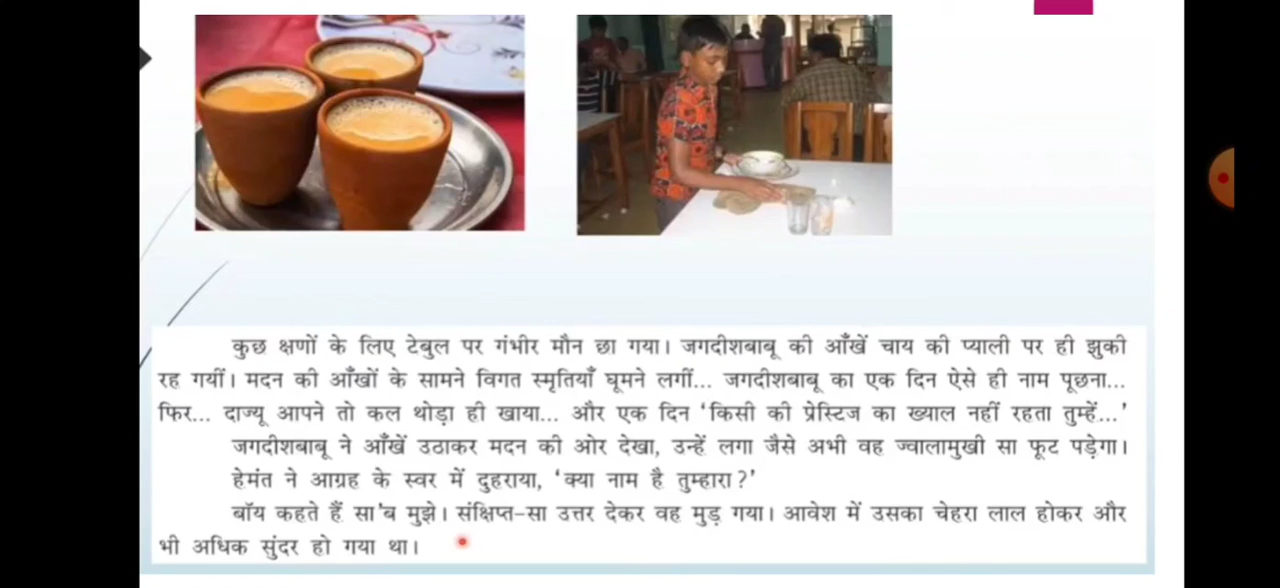 कुछ क्षणों के लिए टेबुल पर गंभीर मौन छा गया। जगदीशबाबू की आँखें चाय की प्याली पर ही झुकी
रह गयीं। मदन की आँखों के सामने विगत स्मृतियाँ घूमने लगीं... जगदीशबाबू का एक दिन ऐसे ही नाम पूछना...
फिर... दाज्यू आपने तो कल थोड़ा ही खाया... और एक दिन ‘किसी की प्रेस्टिज का ख्याल नहीं रहता तुम्हें...’
जगदीशबाबू ने आँखें उठाकर मदन की ओर देखा, उन्हें लगा जैसे अभी वह ज्वालामुखी सा फूट पड़ेगा।
हेमंत ने आग्रह के स्वर में दुहराया, ‘क्या नाम है तुम्हारा?’
बॉय कहते हैं सा'ब मुझे। संक्षिप्त-सा उत्तर देकर वह मुड़ गया। आवेश में उसका चेहरा लाल होकर और
भी अधिक सुंदर हो गया था।